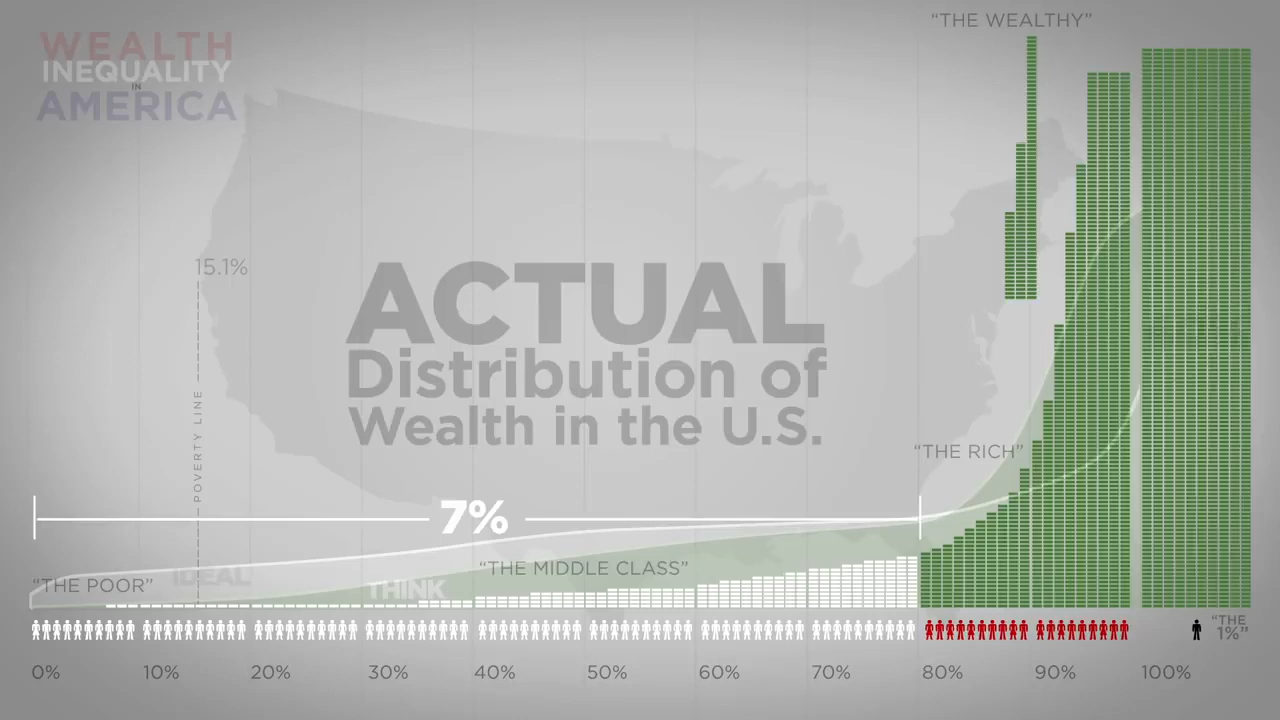 WEALTH
INEQUALITY
IN
AMERICA
"THE WEALTHY"
15.1%
POVERTY LINE
ACTUAL
Distribution of
Wealth in the U.S.
"THE RICH"
7%
"THE POOR"
IDEAL
THINK
"THE MIDDLE CLASS"
"THE
1%"
0% 10% 20% 30% 40% 50% 60% 70% 80% 90% 100%